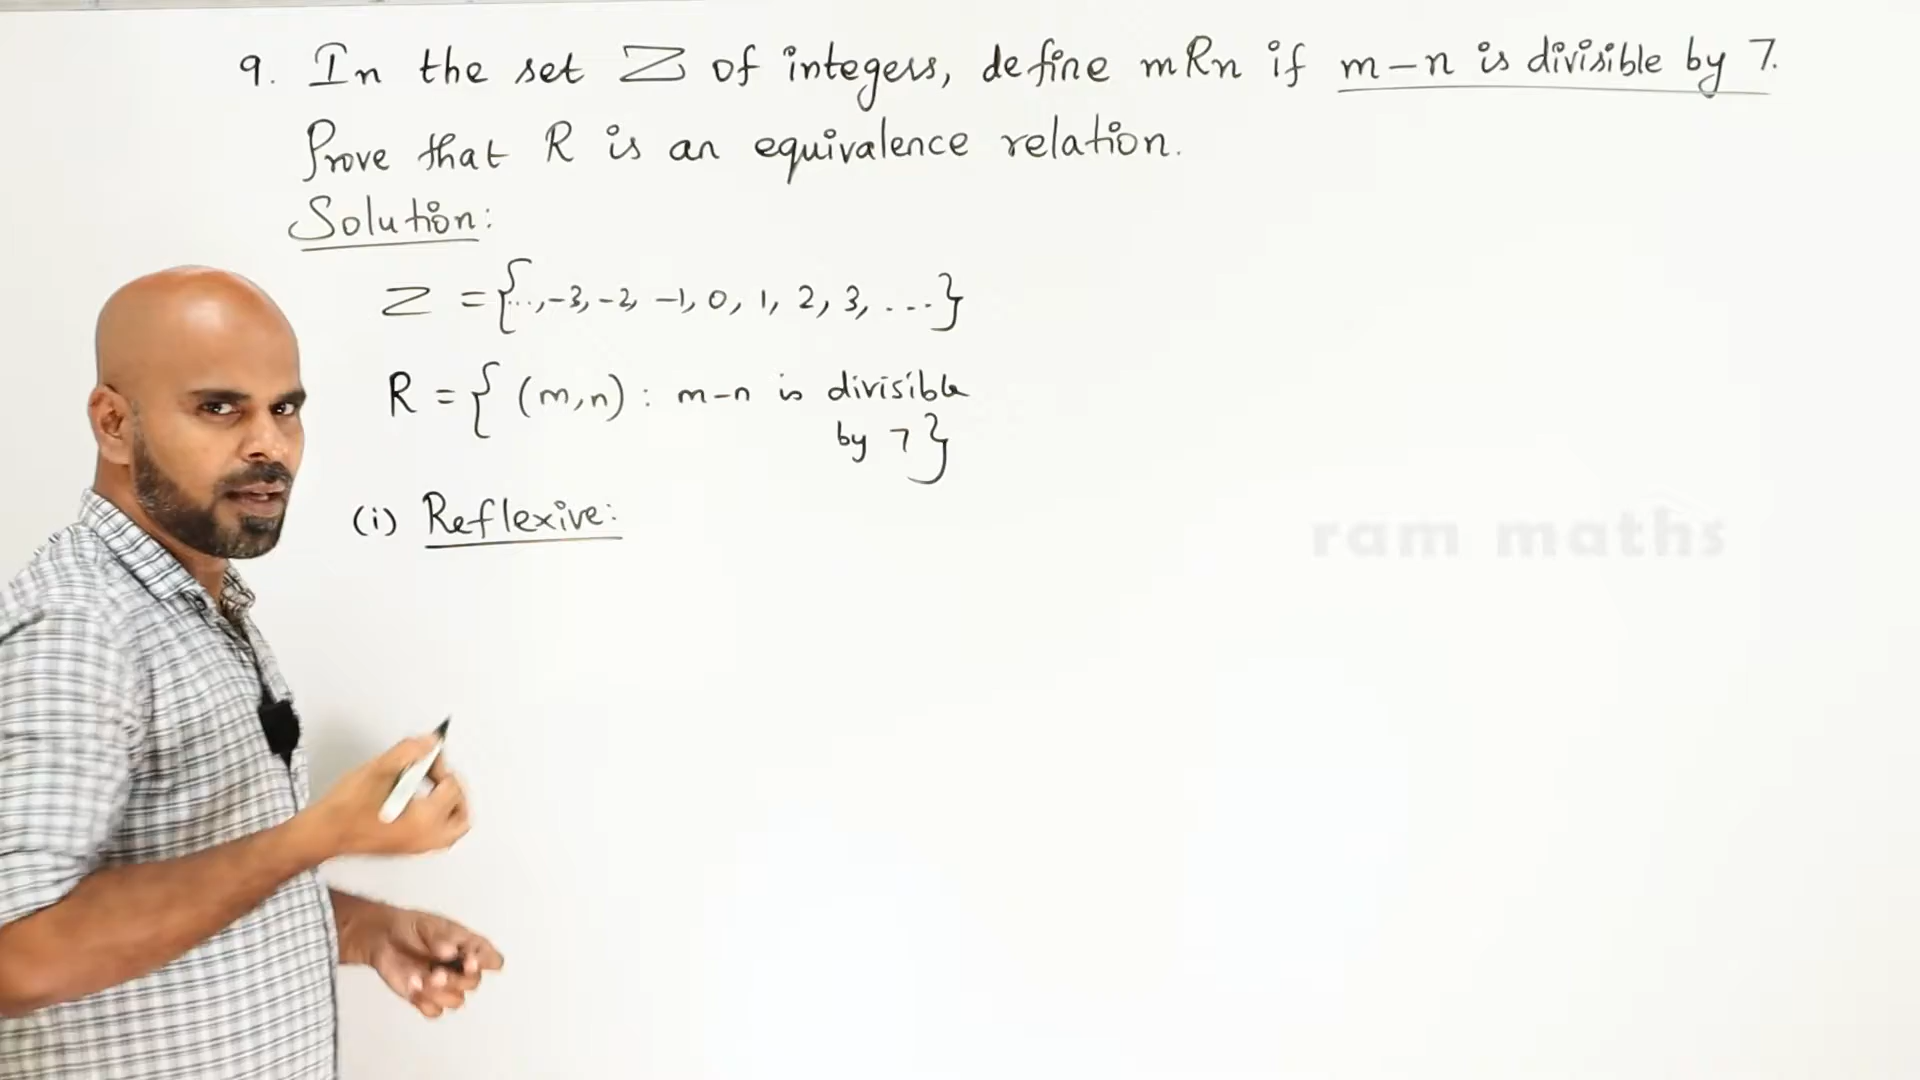 9. In the set Z of integers, define mRn if m-n is divisible by 7.
Prove that R is an equivalence relation.
Solution:
Z = {..., -3, -2, -1, 0, 1, 2, 3, ...}
R = { (m,n) : m-n is divisible
by 7}
(i) Reflexive:
ram maths